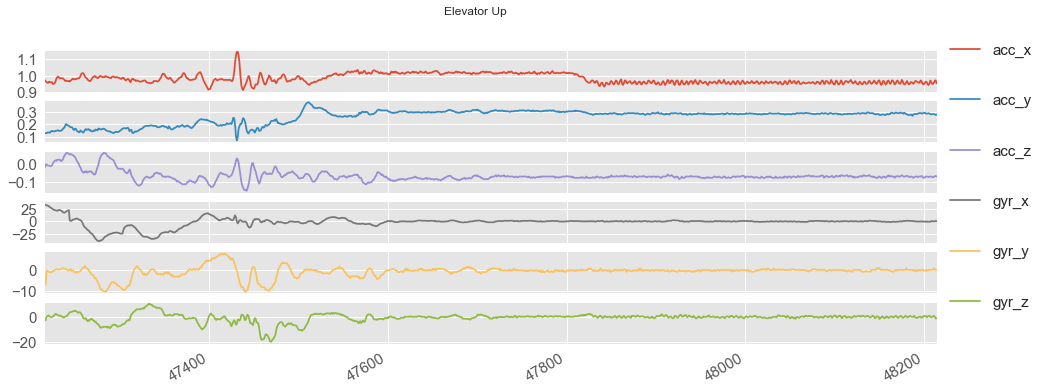 Elevator Up
1.1
1.0
0.9
acc_x
0.3
0.2
0.1
acc_y
0.0
−0.1
acc_z
25
0
−25
gyr_x
0
−10
gyr_y
0
−20
gyr_z
47400 47600 47800 48000 48200